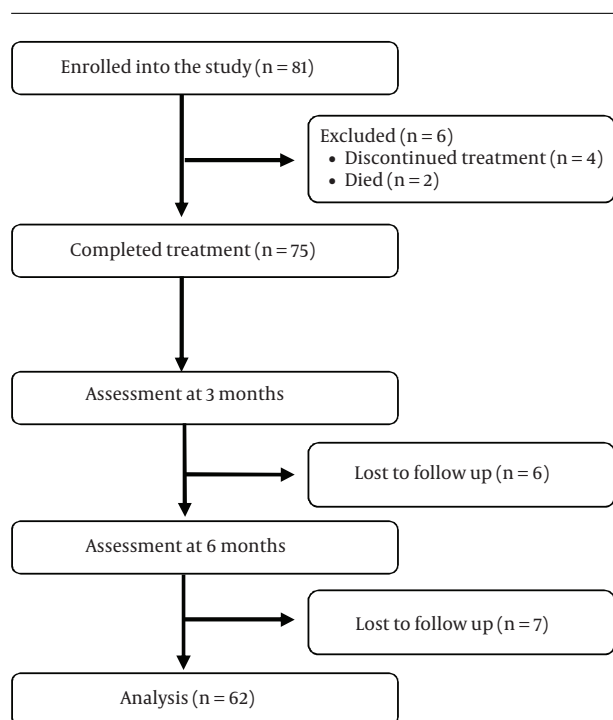 Enrolled into the study (n = 81)
Excluded (n = 6)
• Discontinued treatment (n = 4)
• Died (n = 2)
Completed treatment (n = 75)
Assessment at 3 months
Lost to follow up (n = 6)
Assessment at 6 months
Lost to follow up (n = 7)
Analysis (n = 62)